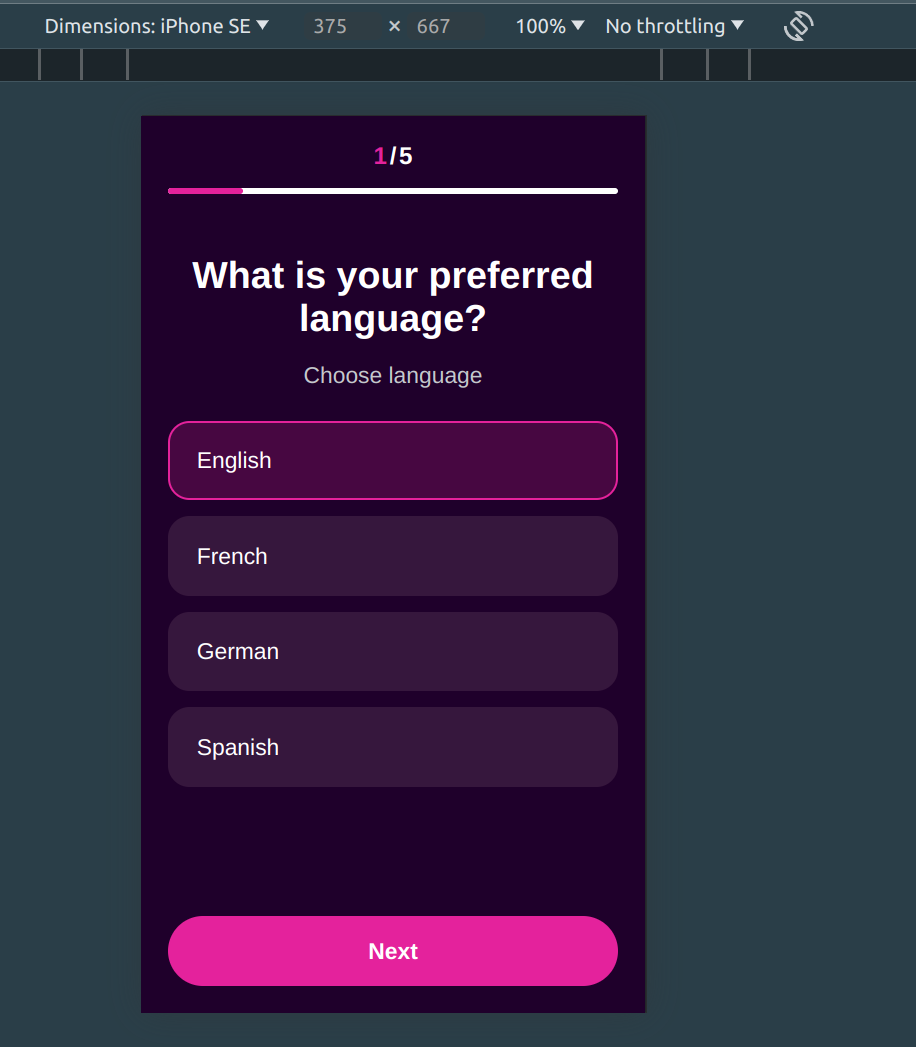 Dimensions: iPhone SE 375 × 667 100% No throttling
1/5
What is your preferred
language?
Choose language
English
French
German
Spanish
Next